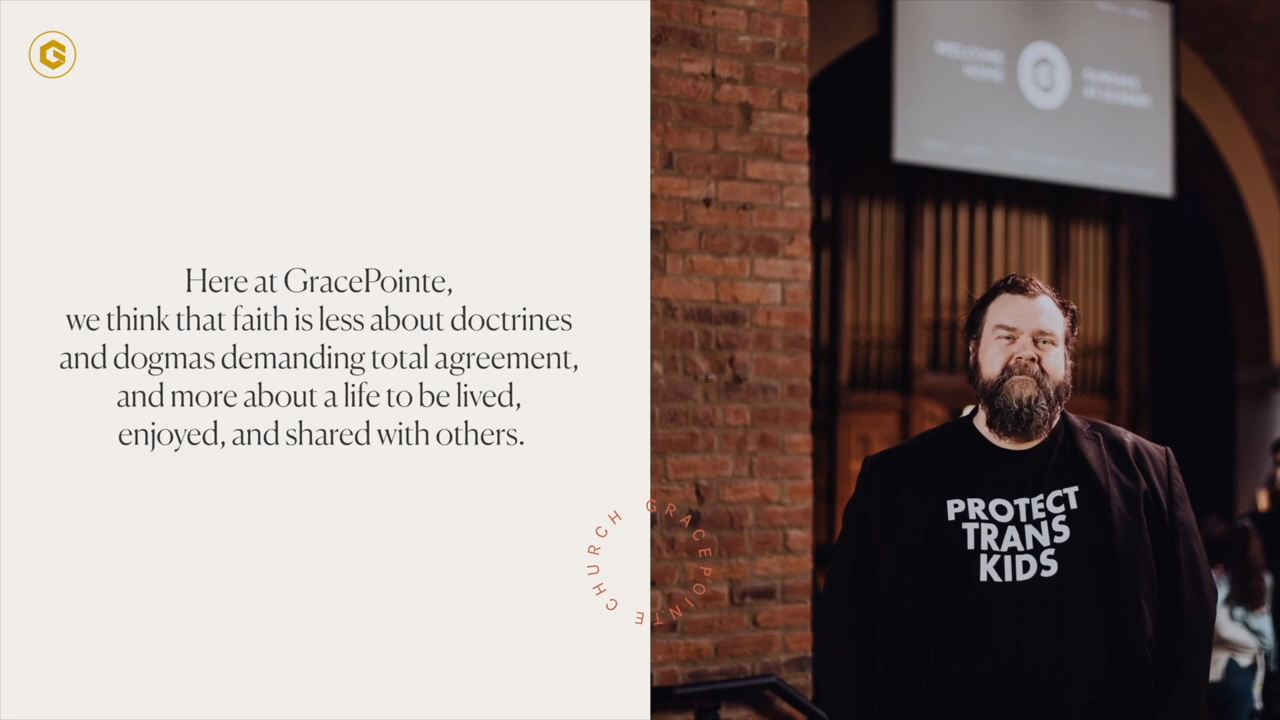 Here at GracePointe,
we think that faith is less about doctrines
and dogmas demanding total agreement,
and more about a life to be lived,
enjoyed, and shared with others.
GRACEPOINTE CHURCH
WELCOME
HOME
PROTECT
TRANS
KIDS